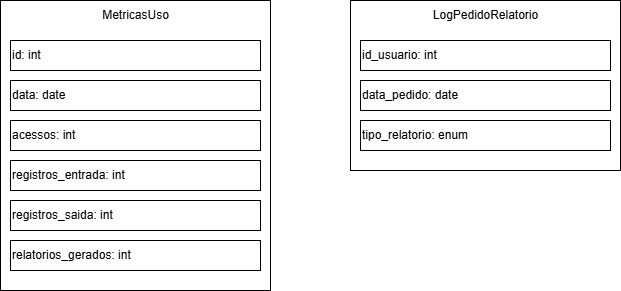 MetricasUso
id: int
data: date
acessos: int
registros_entrada: int
registros_saida: int
relatorios_gerados: int
LogPedidoRelatorio
id_usuario: int
data_pedido: date
tipo_relatorio: enum